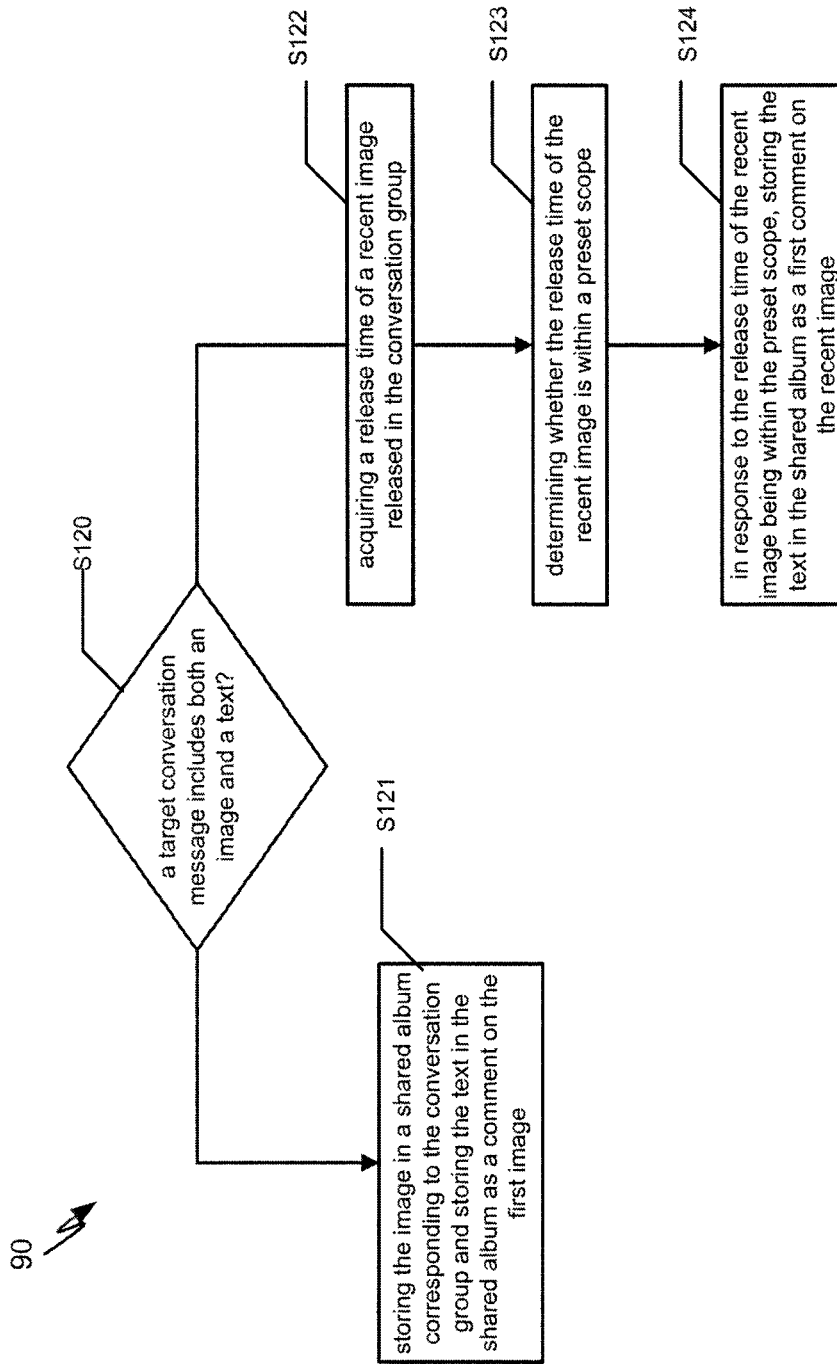 90
S120
a target conversation
message includes both an
image and a text?
S121
storing the image in a shared album
corresponding to the conversation
group and storing the text in the
shared album as a comment on the
first image
S122
acquiring a release time of a recent image
released in the conversation group
S123
determining whether the release time of the
recent image is within a preset scope
S124
in response to the release time of the recent
image being within the preset scope, storing the
text in the shared album as a first comment on
the recent image